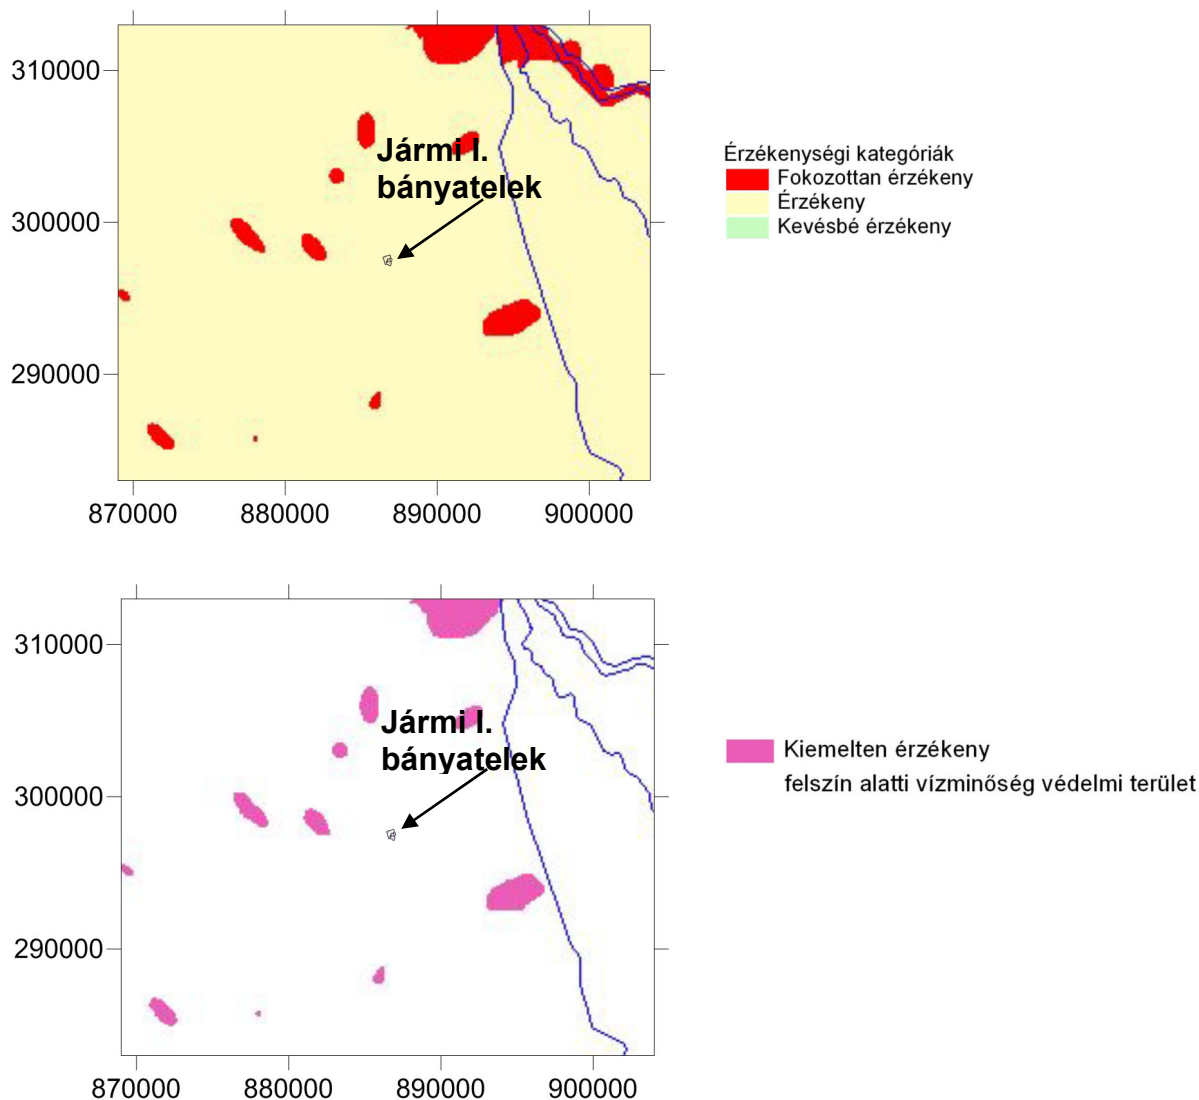 310000
300000
290000
870000 880000 890000 900000
Jármi I.
bányatelek
Érzékenységi kategóriák
Fokozottan érzékeny
Érzékeny
Kevésbé érzékeny
310000
300000
290000
870000 880000 890000 900000
Jármi I.
bányatelek
Kiemelten érzékeny
felszín alatti vízminőség védelmi terület